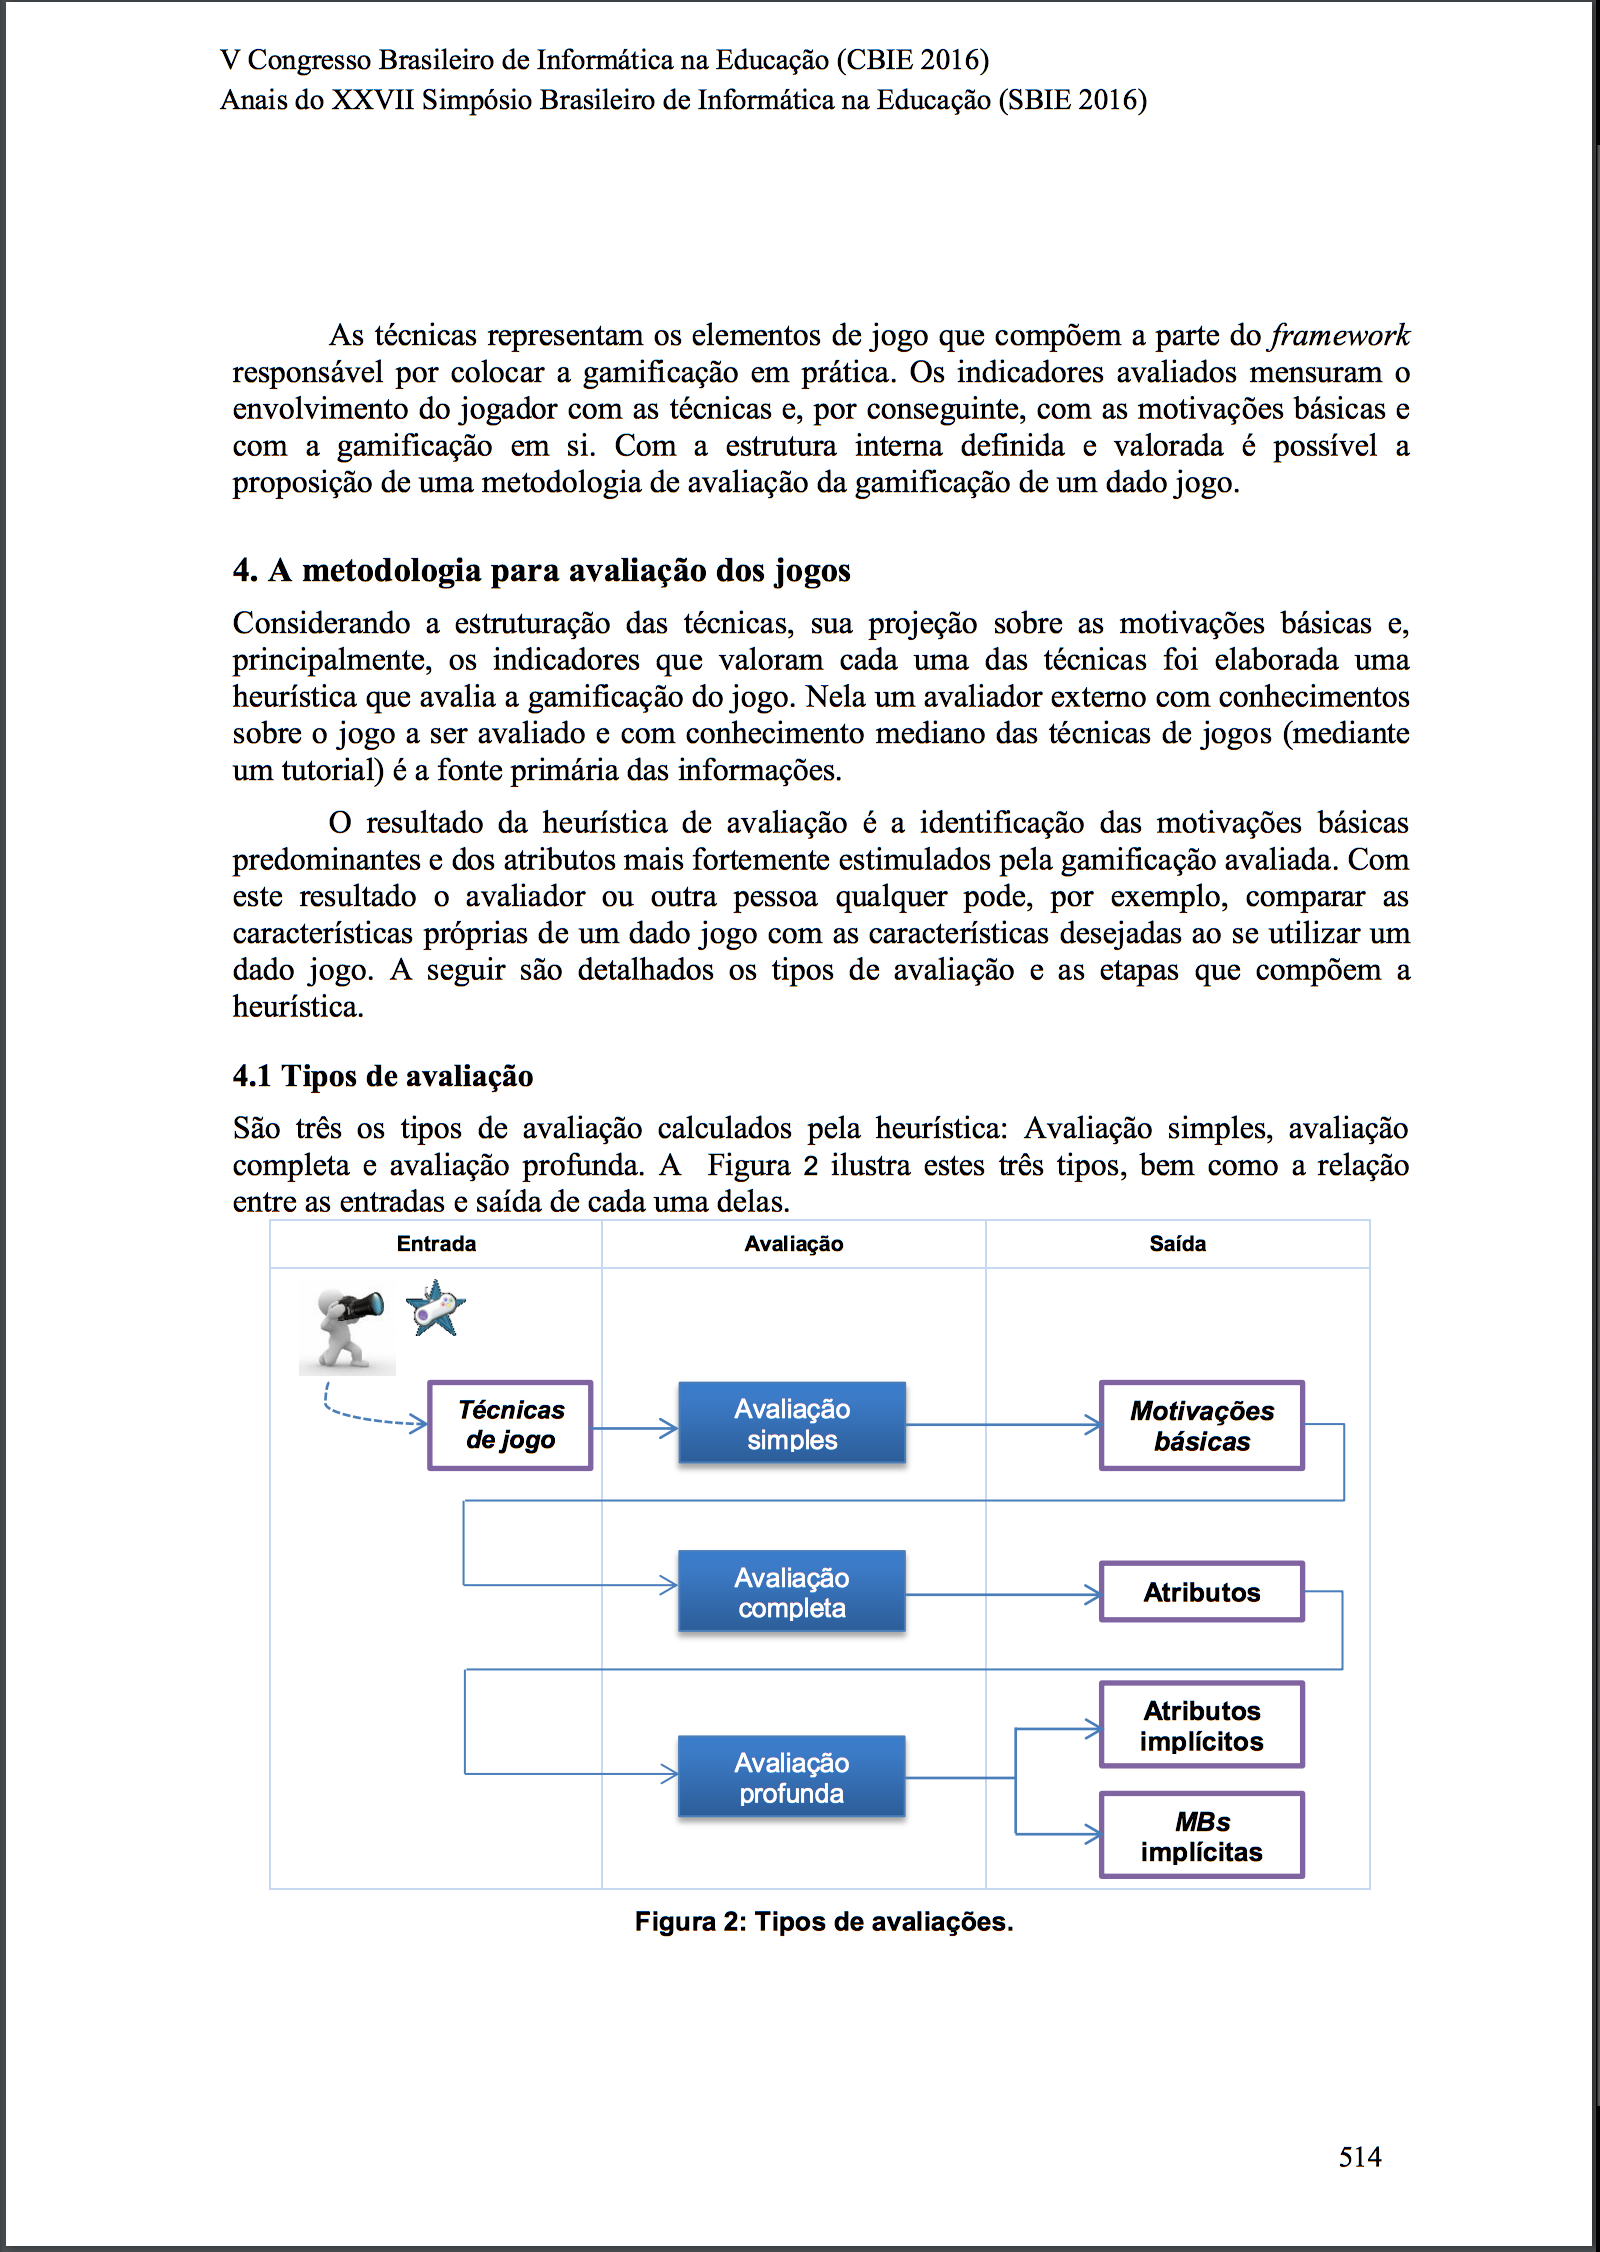 V Congresso Brasileiro de Informática na Educação (CBIE 2016)
Anais do XXVII Simpósio Brasileiro de Informática na Educação (SBIE 2016)
As técnicas representam os elementos de jogo que compõem a parte do framework
responsável por colocar a gamificação em prática. Os indicadores avaliados mensuram o
envolvimento do jogador com as técnicas e, por conseguinte, com as motivações básicas e
com a gamificação em si. Com a estrutura interna definida e valorada é possível a
proposição de uma metodologia de avaliação da gamificação de um dado jogo.
4. A metodologia para avaliação dos jogos
Considerando a estruturação das técnicas, sua projeção sobre as motivações básicas e,
principalmente, os indicadores que valoram cada uma das técnicas foi elaborada uma
heurística que avalia a gamificação do jogo. Nela um avaliador externo com conhecimentos
sobre o jogo a ser avaliado e com conhecimento mediano das técnicas de jogos (mediante
um tutorial) é a fonte primária das informações.
O resultado da heurística de avaliação é a identificação das motivações básicas
predominantes e dos atributos mais fortemente estimulados pela gamificação avaliada. Com
este resultado o avaliador ou outra pessoa qualquer pode, por exemplo, comparar as
características próprias de um dado jogo com as características desejadas ao se utilizar um
dado jogo. A seguir são detalhados os tipos de avaliação e as etapas que compõem a
heurística.
4.1 Tipos de avaliação
São três os tipos de avaliação calculados pela heurística: Avaliação simples, avaliação
completa e avaliação profunda. A Figura 2 ilustra estes três tipos, bem como a relação
entre as entradas e saída de cada uma delas.
Entrada
Avaliação
Saída
Técnicas
de jogo
Avaliação
simples
Motivações
básicas
Avaliação
completa
Atributos
Avaliação
profunda
Atributos
implícitos
MBs
implícitas
Figura 2: Tipos de avaliações.
514